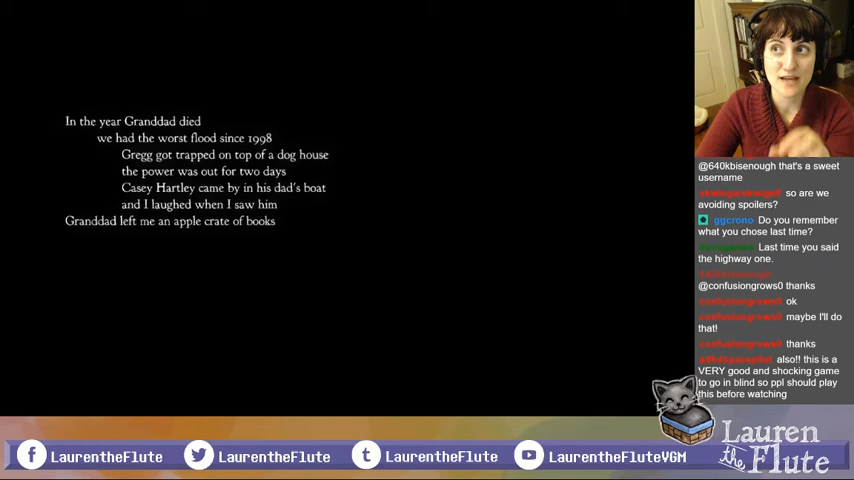 In the year Granddad died
we had the worst flood since 1998
Gregg got trapped on top of a dog house
the power was out for two days
Casey Hartley came by in his dad's boat
and I laughed when I saw him
Granddad left me an apple crate of books
@640kbisenough that's a sweet
username
so are we
avoiding spoilers?
ggcrono Do you remember
what you chose last time?
Last time you said
the highway one.
640kbisenough
@confusiongrows0 thanks
confusiongrows0 ok
confusiongrows0 maybe I'll do
that!
confusiongrows0 thanks
also!! this is a
VERY good and shocking game
to go in blind so ppl should play
this before watching
LaurentheFlute
LaurentheFlute
LaurentheFlute
LaurentheFluteVGM
Lauren
the Flute